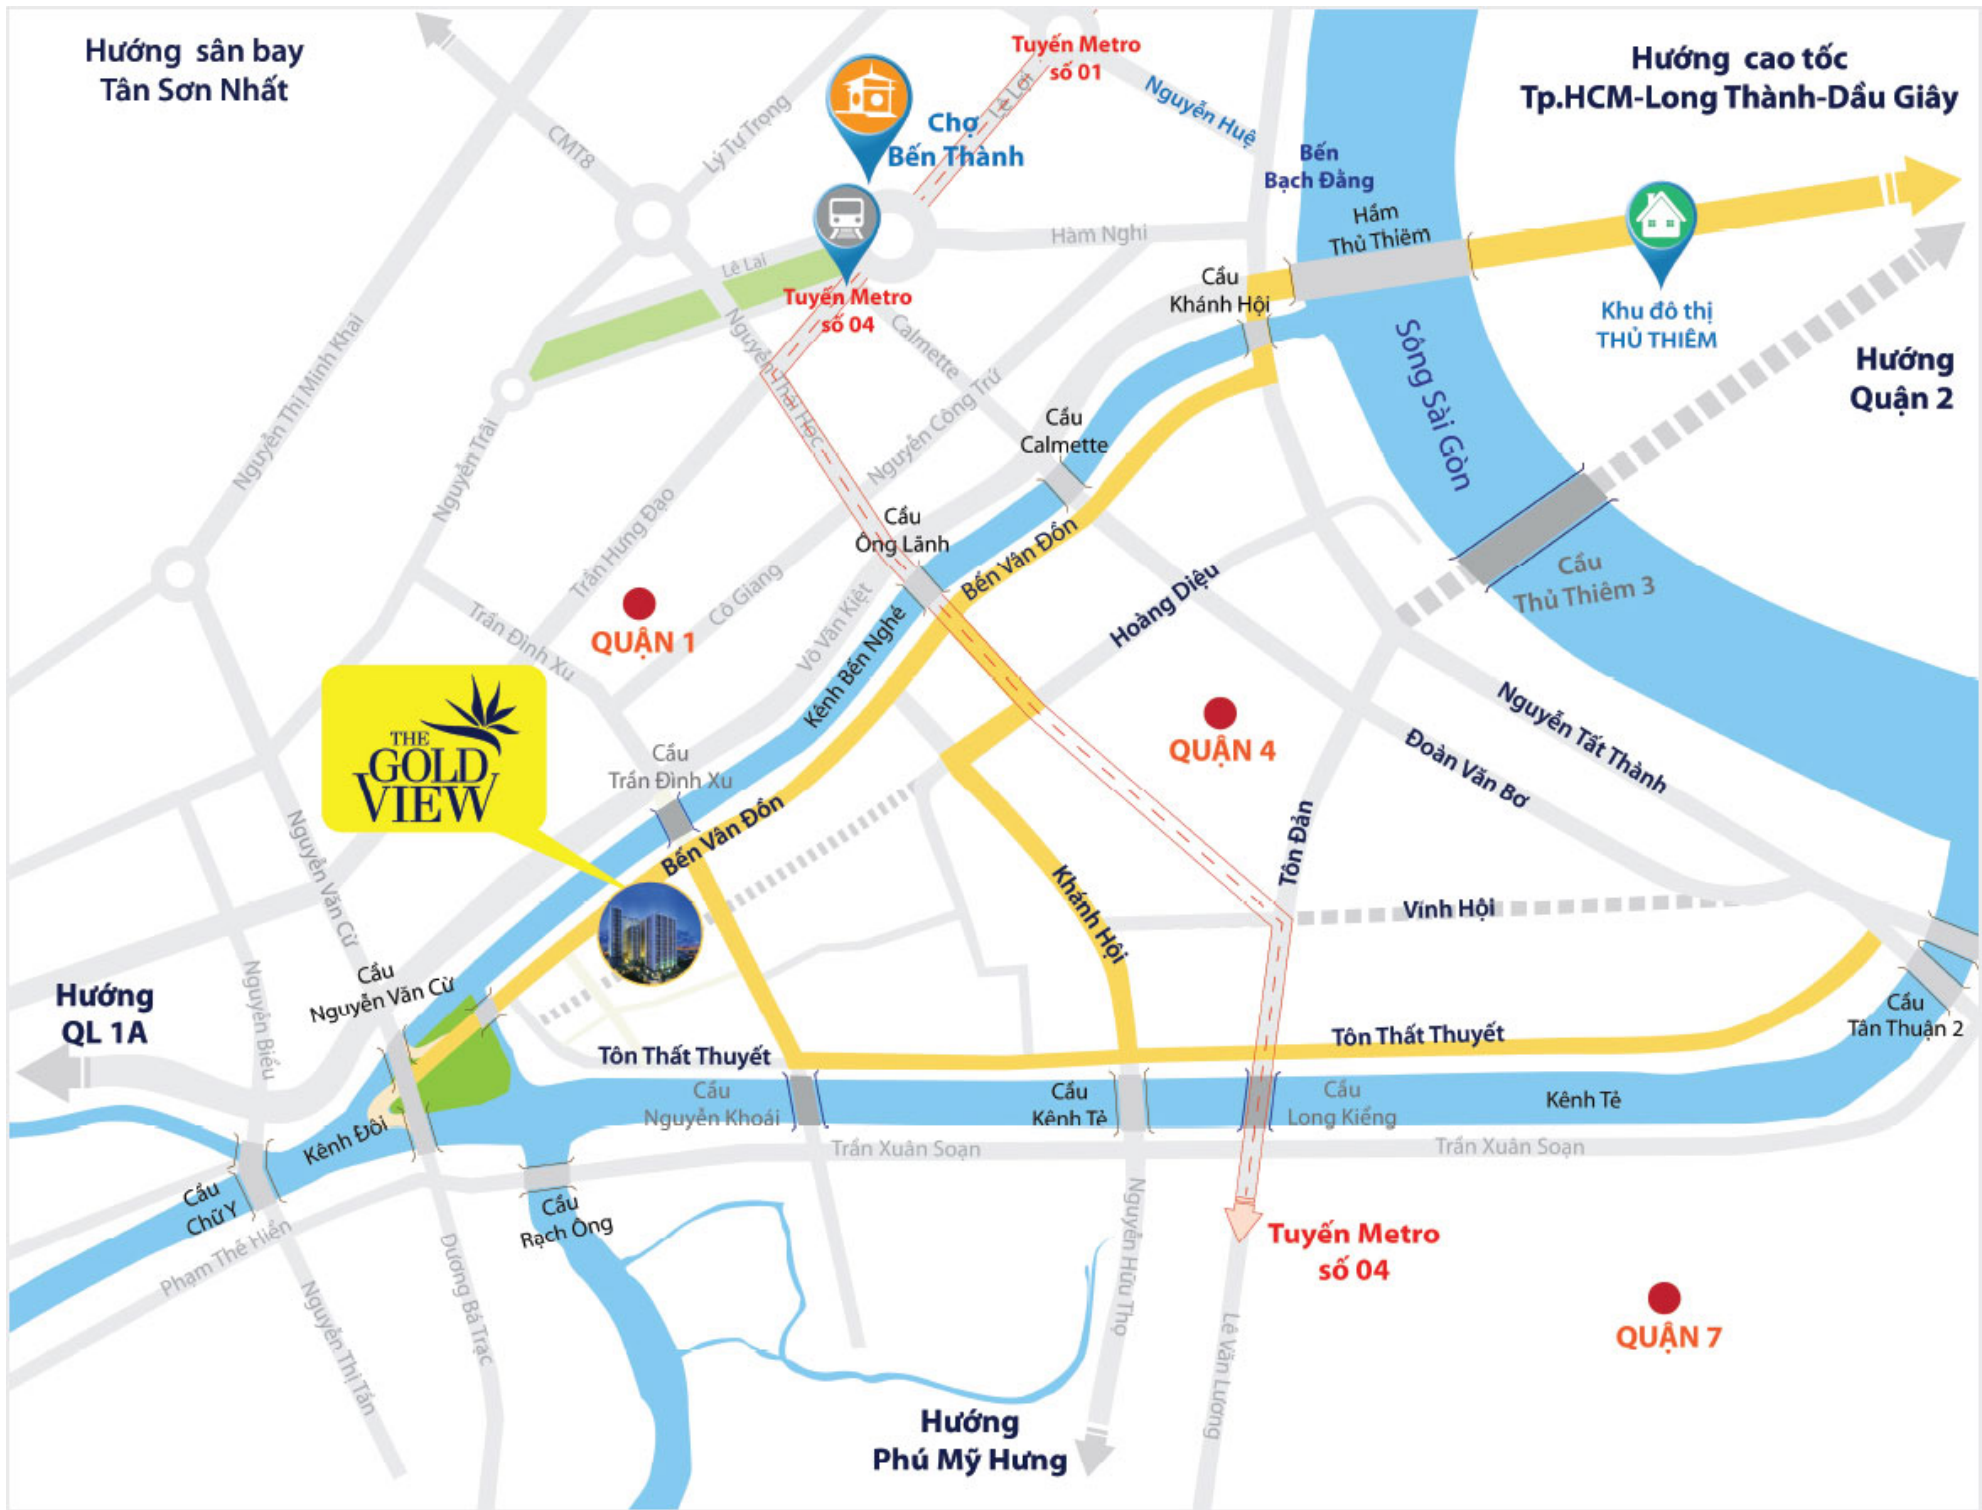 Hướng sân bay
Tân Sơn Nhất
Tuyến Metro
số 01
Hướng cao tốc
Tp.HCM-Long Thành-Dầu Giây
CMT8
Lý Tự Trọng
Chợ
Bến Thành
Lê Lợi
Nguyễn Huệ
Bến
Bạch Đằng
Hầm
Thủ Thiêm
Hàm Nghi
Lê Lai
Tuyến Metro
số 04
Cầu
Khánh Hội
Khu đô thị
THỦ THIÊM
Hướng
Quận 2
Nguyễn Thị Minh Khai
Nguyễn Trãi
Nguyễn Thái Học
Calmette
Nguyễn Công Trứ
Cầu
Calmette
Sông Sài Gòn
Trần Hưng Đạo
Cầu
Ông Lãnh
Bến Vân Đồn
Hoàng Diệu
Cầu
Thủ Thiêm 3
Trần Đình Xu
Cô Giang
Võ Văn Kiệt
Kênh Bến Nghé
QUẬN 1
THE
GOLD
VIEW
Cầu
Trần Đình Xu
QUẬN 4
Nguyễn Tất Thành
Đoàn Văn Bơ
Bến Vân Đồn
Tôn Đản
Nguyễn Văn Cừ
Khánh Hội
Vĩnh Hội
Cầu
Nguyễn Văn Cừ
Nguyễn Biểu
Hướng
QL 1A
Cầu
Tân Thuận 2
Tôn Thất Thuyết
Tôn Thất Thuyết
Cầu
Nguyễn Khoái
Cầu
Kênh Tẻ
Cầu
Long Kiểng
Kênh Tẻ
Kênh Đôi
Trần Xuân Soạn
Trần Xuân Soạn
Cầu
Chữ Y
Cầu
Rạch Ông
Phạm Thế Hiển
Nguyễn Thị Tần
Dương Bá Trạc
Nguyễn Hữu Thọ
Tuyến Metro
số 04
Lê Văn Lương
QUẬN 7
Hướng
Phú Mỹ Hưng